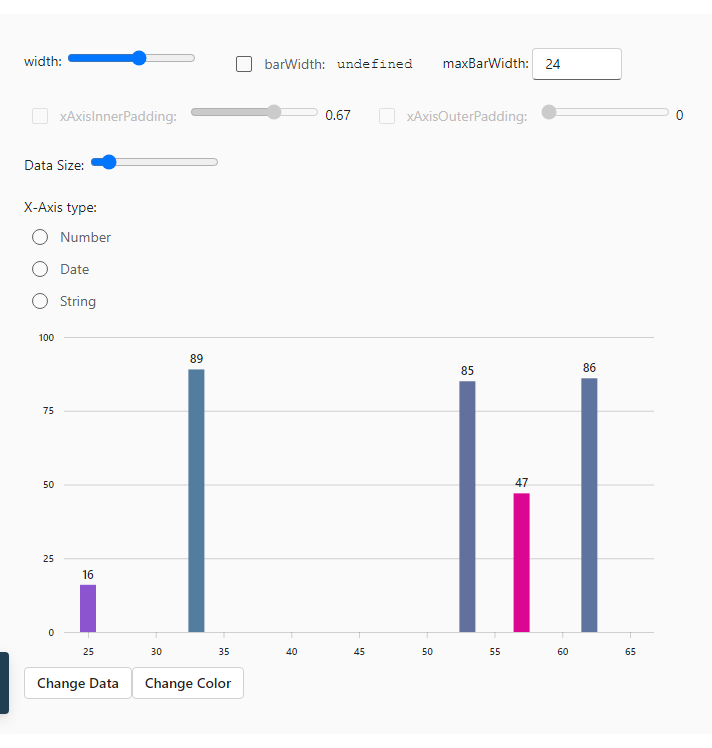 width: barWidth: undefined maxBarWidth: 24
xAxisInnerPadding: 0.67 xAxisOuterPadding: 0
Data Size:
X-Axis type:
Number
Date
String
100
89
86
85
75
50
47
25
16
0
25 30 35 40 45 50 55 60 65
Change Data Change Color